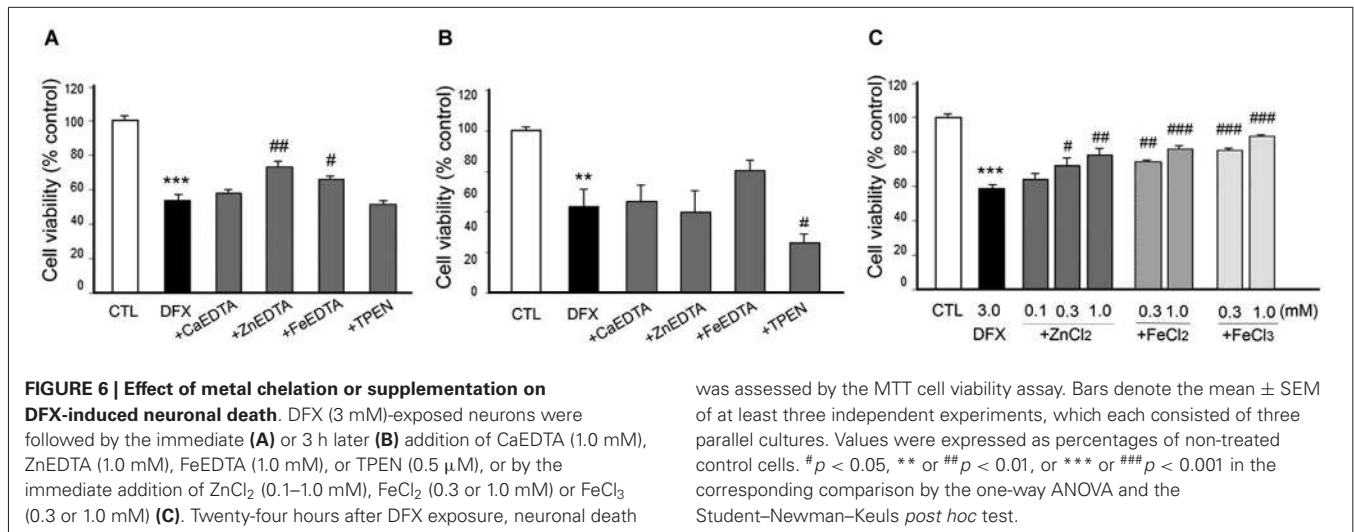 A
Cell viability (% control)
120
100
80
60
40
20
0
***
##
#
CTL
DFX
+CaEDTA
+ZnEDTA
+FeEDTA
+TPEN
B
Cell viability (% control)
120
100
80
60
40
20
0
**
#
CTL
DFX
+CaEDTA
+ZnEDTA
+FeEDTA
+TPEN
C
Cell viability (% control)
120
100
80
60
40
20
0
***
#
##
##
###
###
###
CTL 3.0 0.1 0.3 1.0 0.3 1.0 0.3 1.0 (mM)
DFX +ZnCl2 +FeCl2 +FeCl3
FIGURE 6 | Effect of metal chelation or supplementation on
DFX-induced neuronal death. DFX (3 mM)-exposed neurons were
followed by the immediate (A) or 3 h later (B) addition of CaEDTA (1.0 mM),
ZnEDTA (1.0 mM), FeEDTA (1.0 mM), or TPEN (0.5 μM), or by the
immediate addition of ZnCl₂ (0.1–1.0 mM), FeCl₂ (0.3 or 1.0 mM) or FeCl₃
(0.3 or 1.0 mM) (C). Twenty-four hours after DFX exposure, neuronal death
was assessed by the MTT cell viability assay. Bars denote the mean ± SEM
of at least three independent experiments, which each consisted of three
parallel cultures. Values were expressed as percentages of non-treated
control cells. #p < 0.05, ** or ##p < 0.01, or *** or ###p < 0.001 in the
corresponding comparison by the one-way ANOVA and the
Student–Newman–Keuls post hoc test.